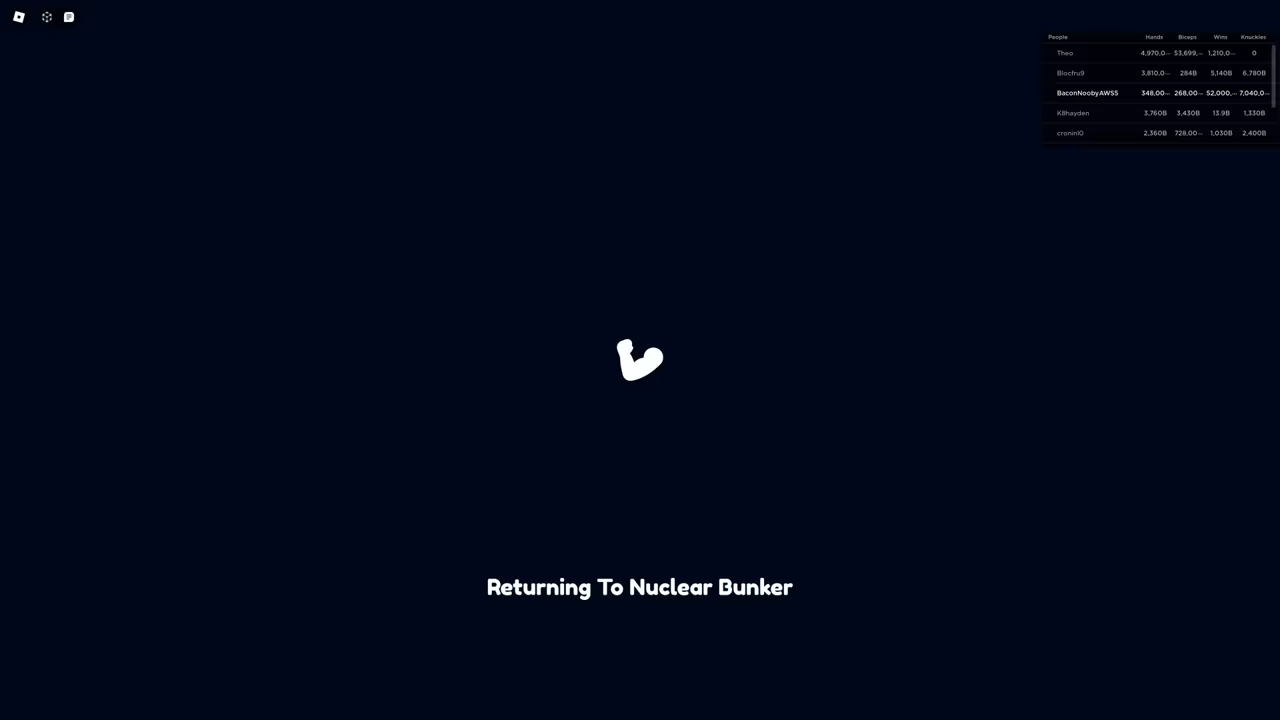 People Hands Biceps Wins Knuckles
Theo 4,970,0... 53,699,... 1,210,0... 0
Blocfru9 3,810,0... 284B 5,140B 6,780B
BaconNoobyAWS5 348,00... 268,00... 52,000,... 7,040,0...
K8hayden 3,760B 3,430B 13.9B 1,330B
2,360B 728,00... 1,030B 2,400B
Returning To Nuclear Bunker